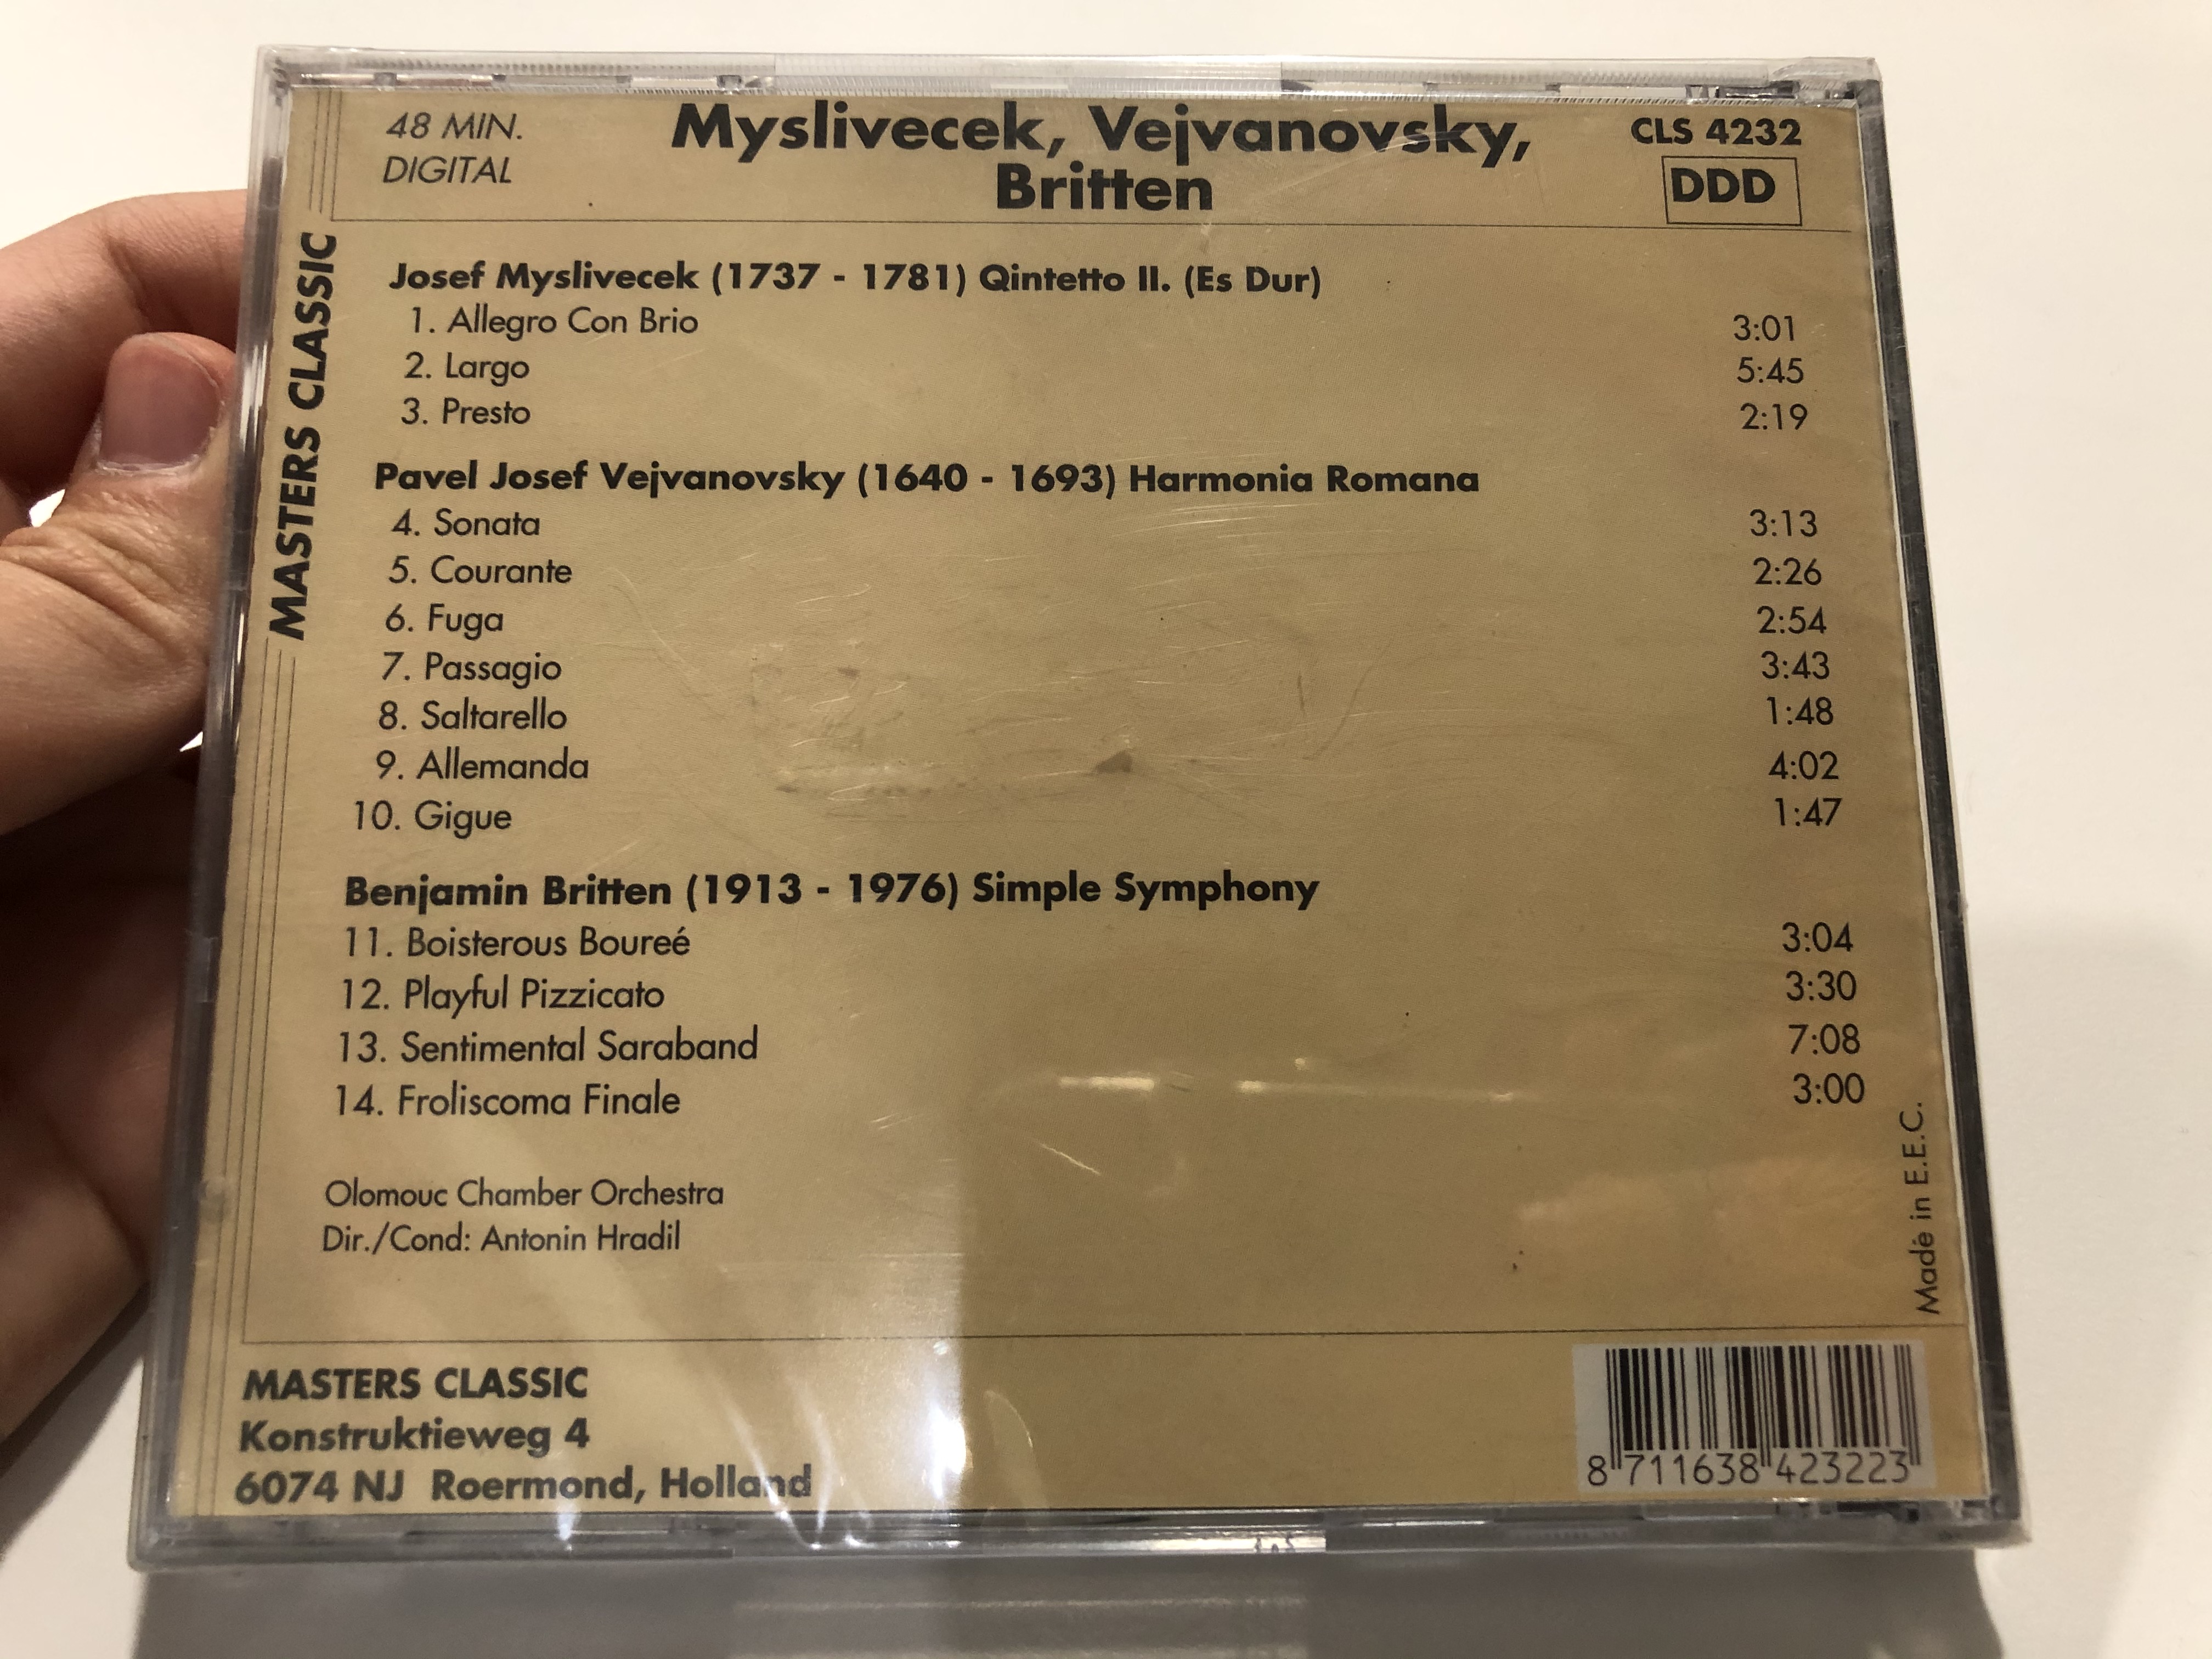 48 MIN.
DIGITAL
Myslivecek, Vejvanovsky,
Britten
CLS 4232
DDD
MASTERS CLASSIC
Josef Myslivecek (1737 - 1781) Qintetto II. (Es Dur)
1. Allegro Con Brio 3:01
2. Largo 5:45
3. Presto 2:19
Pavel Josef Vejvanovsky (1640 - 1693) Harmonia Romana
4. Sonata 3:13
5. Courante 2:26
6. Fuga 2:54
7. Passagio 3:43
8. Saltarello 1:48
9. Allemanda 4:02
10. Gigue 1:47
Benjamin Britten (1913 - 1976) Simple Symphony
11. Boisterous Boureé 3:04
12. Playful Pizzicato 3:30
13. Sentimental Saraband 7:08
14. Froliscoma Finale 3:00
Olomouc Chamber Orchestra
Dir./Cond: Antonin Hradil
Made in E.E.C.
MASTERS CLASSIC
Konstruktieweg 4
6074 NJ Roermond, Holland
8 711638 423223